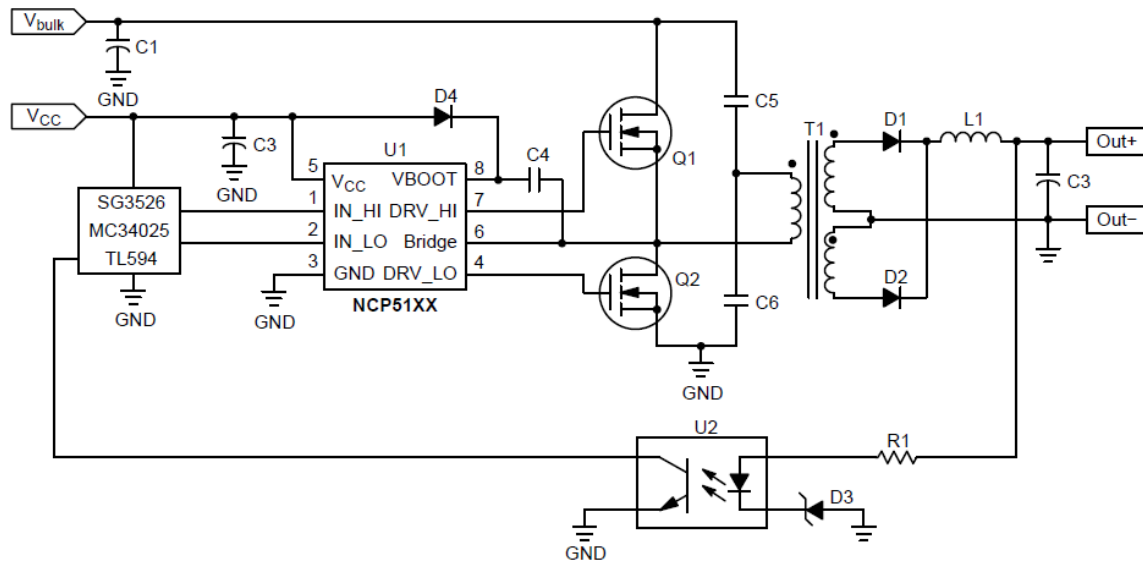 Vbulk
C1
GND
VCC
C3
GND
D4
U1
C4
5
VCC
VBOOT
8
1
IN_HI
DRV_HI
7
2
IN_LO
Bridge
6
3
GND
DRV_LO
4
NCP51XX
GND
SG3526
MC34025
TL594
GND
Q1
Q2
C5
C6
GND
T1
D1
D2
L1
C3
Out+
Out−
U2
R1
D3
GND